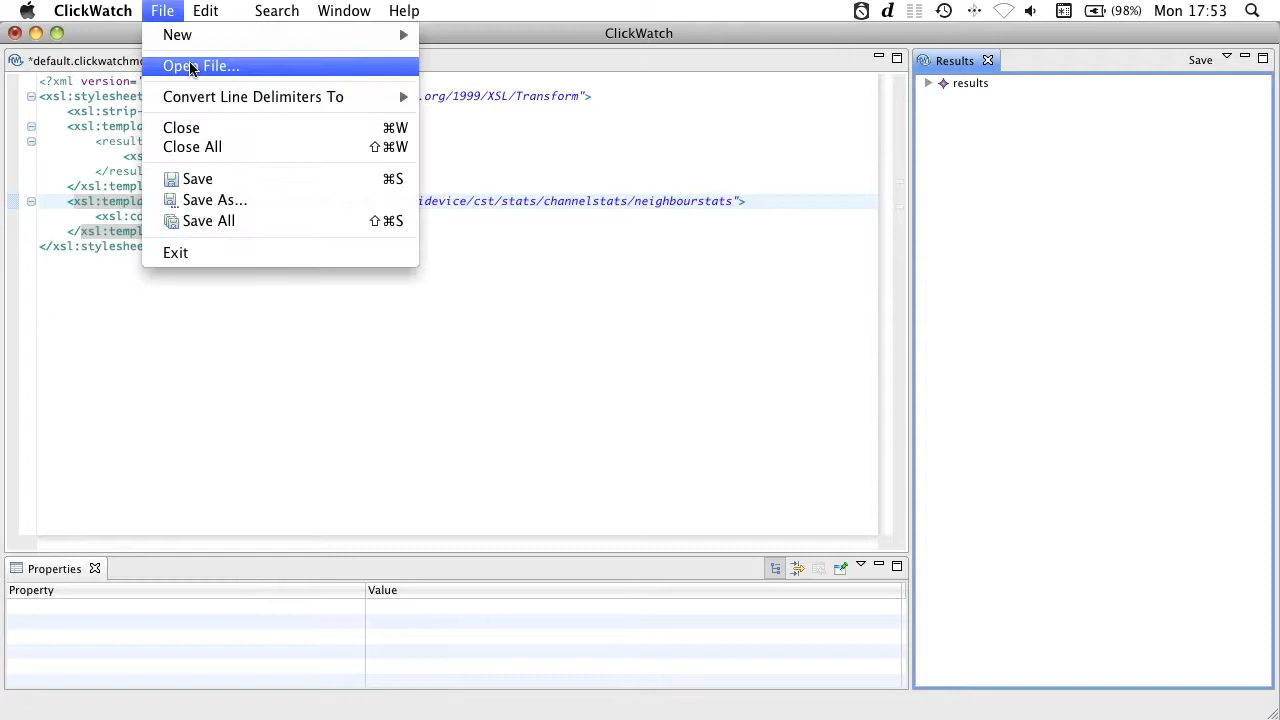 ClickWatch File Edit Search Window Help (98%) Mon 17:53
ClickWatch
New
Open File...
Convert Line Delimiters To
Close ⌘W
Close All ⇧⌘W
Save ⌘S
Save As...
Save All ⇧⌘S
Exit
*default.clickwatchmo
<?xml version="
<xsl:stylesheet .org/1999/XSL/Transform">
<xsl:strip-
<xsl:templa
<result
<xs
</resu
</xsl:templ
<xsl:templa idevice/cst/stats/channelstats/neighbourstats">
<xsl:co
</xsl:templ
</xsl:styleshee
Results Save
results
Properties
Property Value